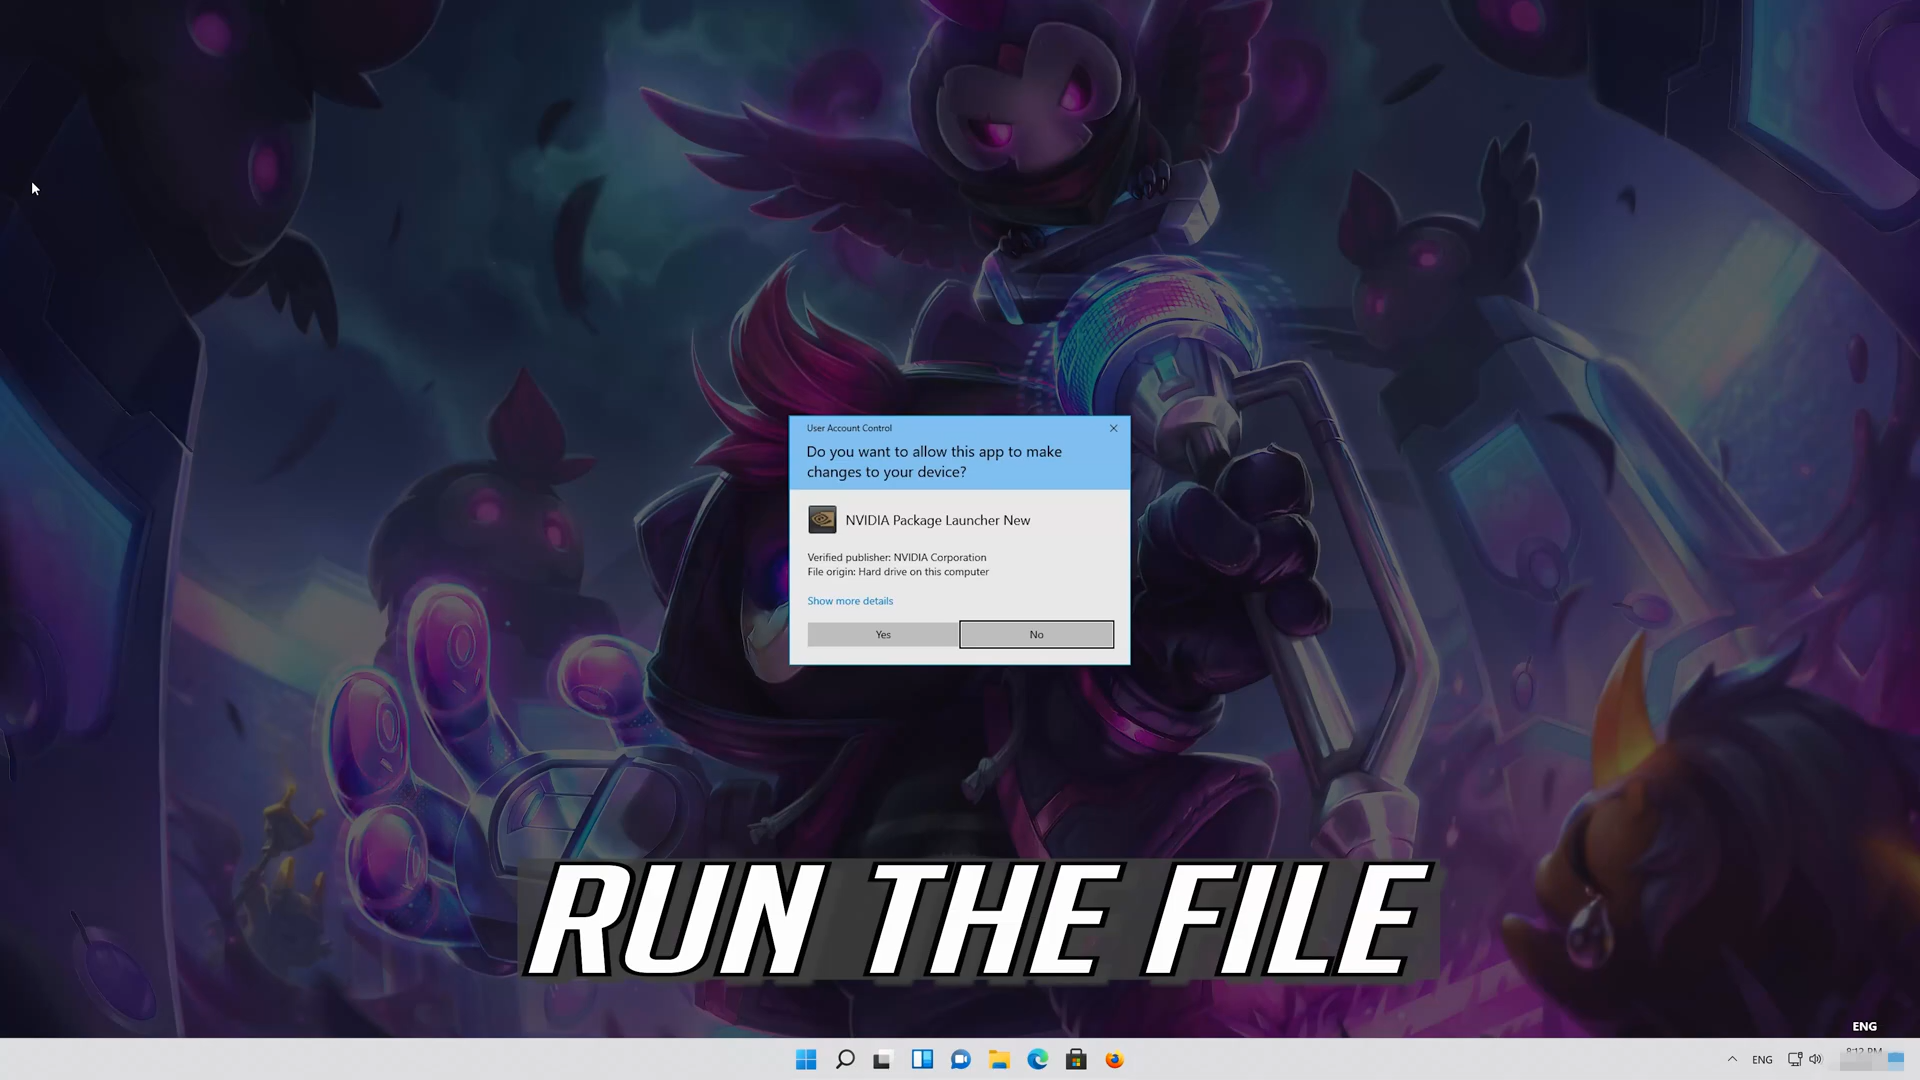 User Account Control
Do you want to allow this app to make
changes to your device?
NVIDIA Package Launcher New
Verified publisher: NVIDIA Corporation
File origin: Hard drive on this computer
Show more details
Yes
No
RUN THE FILE
ENG
ENG